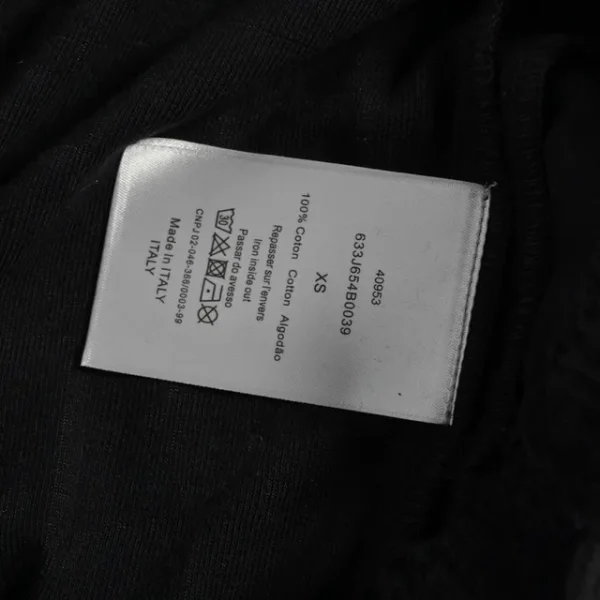 40953
633J654B0039
XS
100% Coton Cotton Algodão
Repasser sur l'envers
Iron inside out
Passar do avesso
30
CNPJ 02-046-368/0003-99
Made in ITALY
ITALY